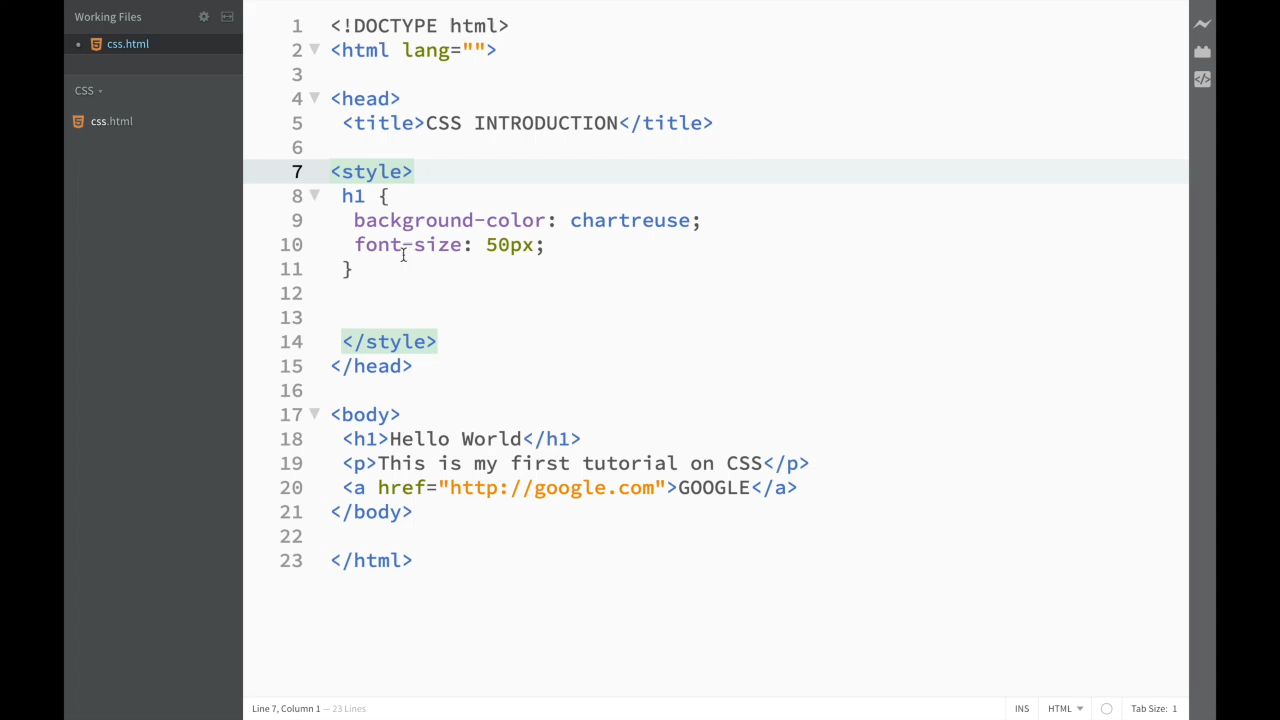 Working Files
css.html
CSS
css.html
1 <!DOCTYPE html>
2 <html lang="">
3
4 <head>
5 <title>CSS INTRODUCTION</title>
6
7 <style>
8 h1 {
9 background-color: chartreuse;
10 font-size: 50px;
11 }
12
13
14 </style>
15 </head>
16
17 <body>
18 <h1>Hello World</h1>
19 <p>This is my first tutorial on CSS</p>
20 <a href="http://google.com">GOOGLE</a>
21 </body>
22
23 </html>
Line 7, Column 1 — 23 Lines
INS HTML Tab Size: 1